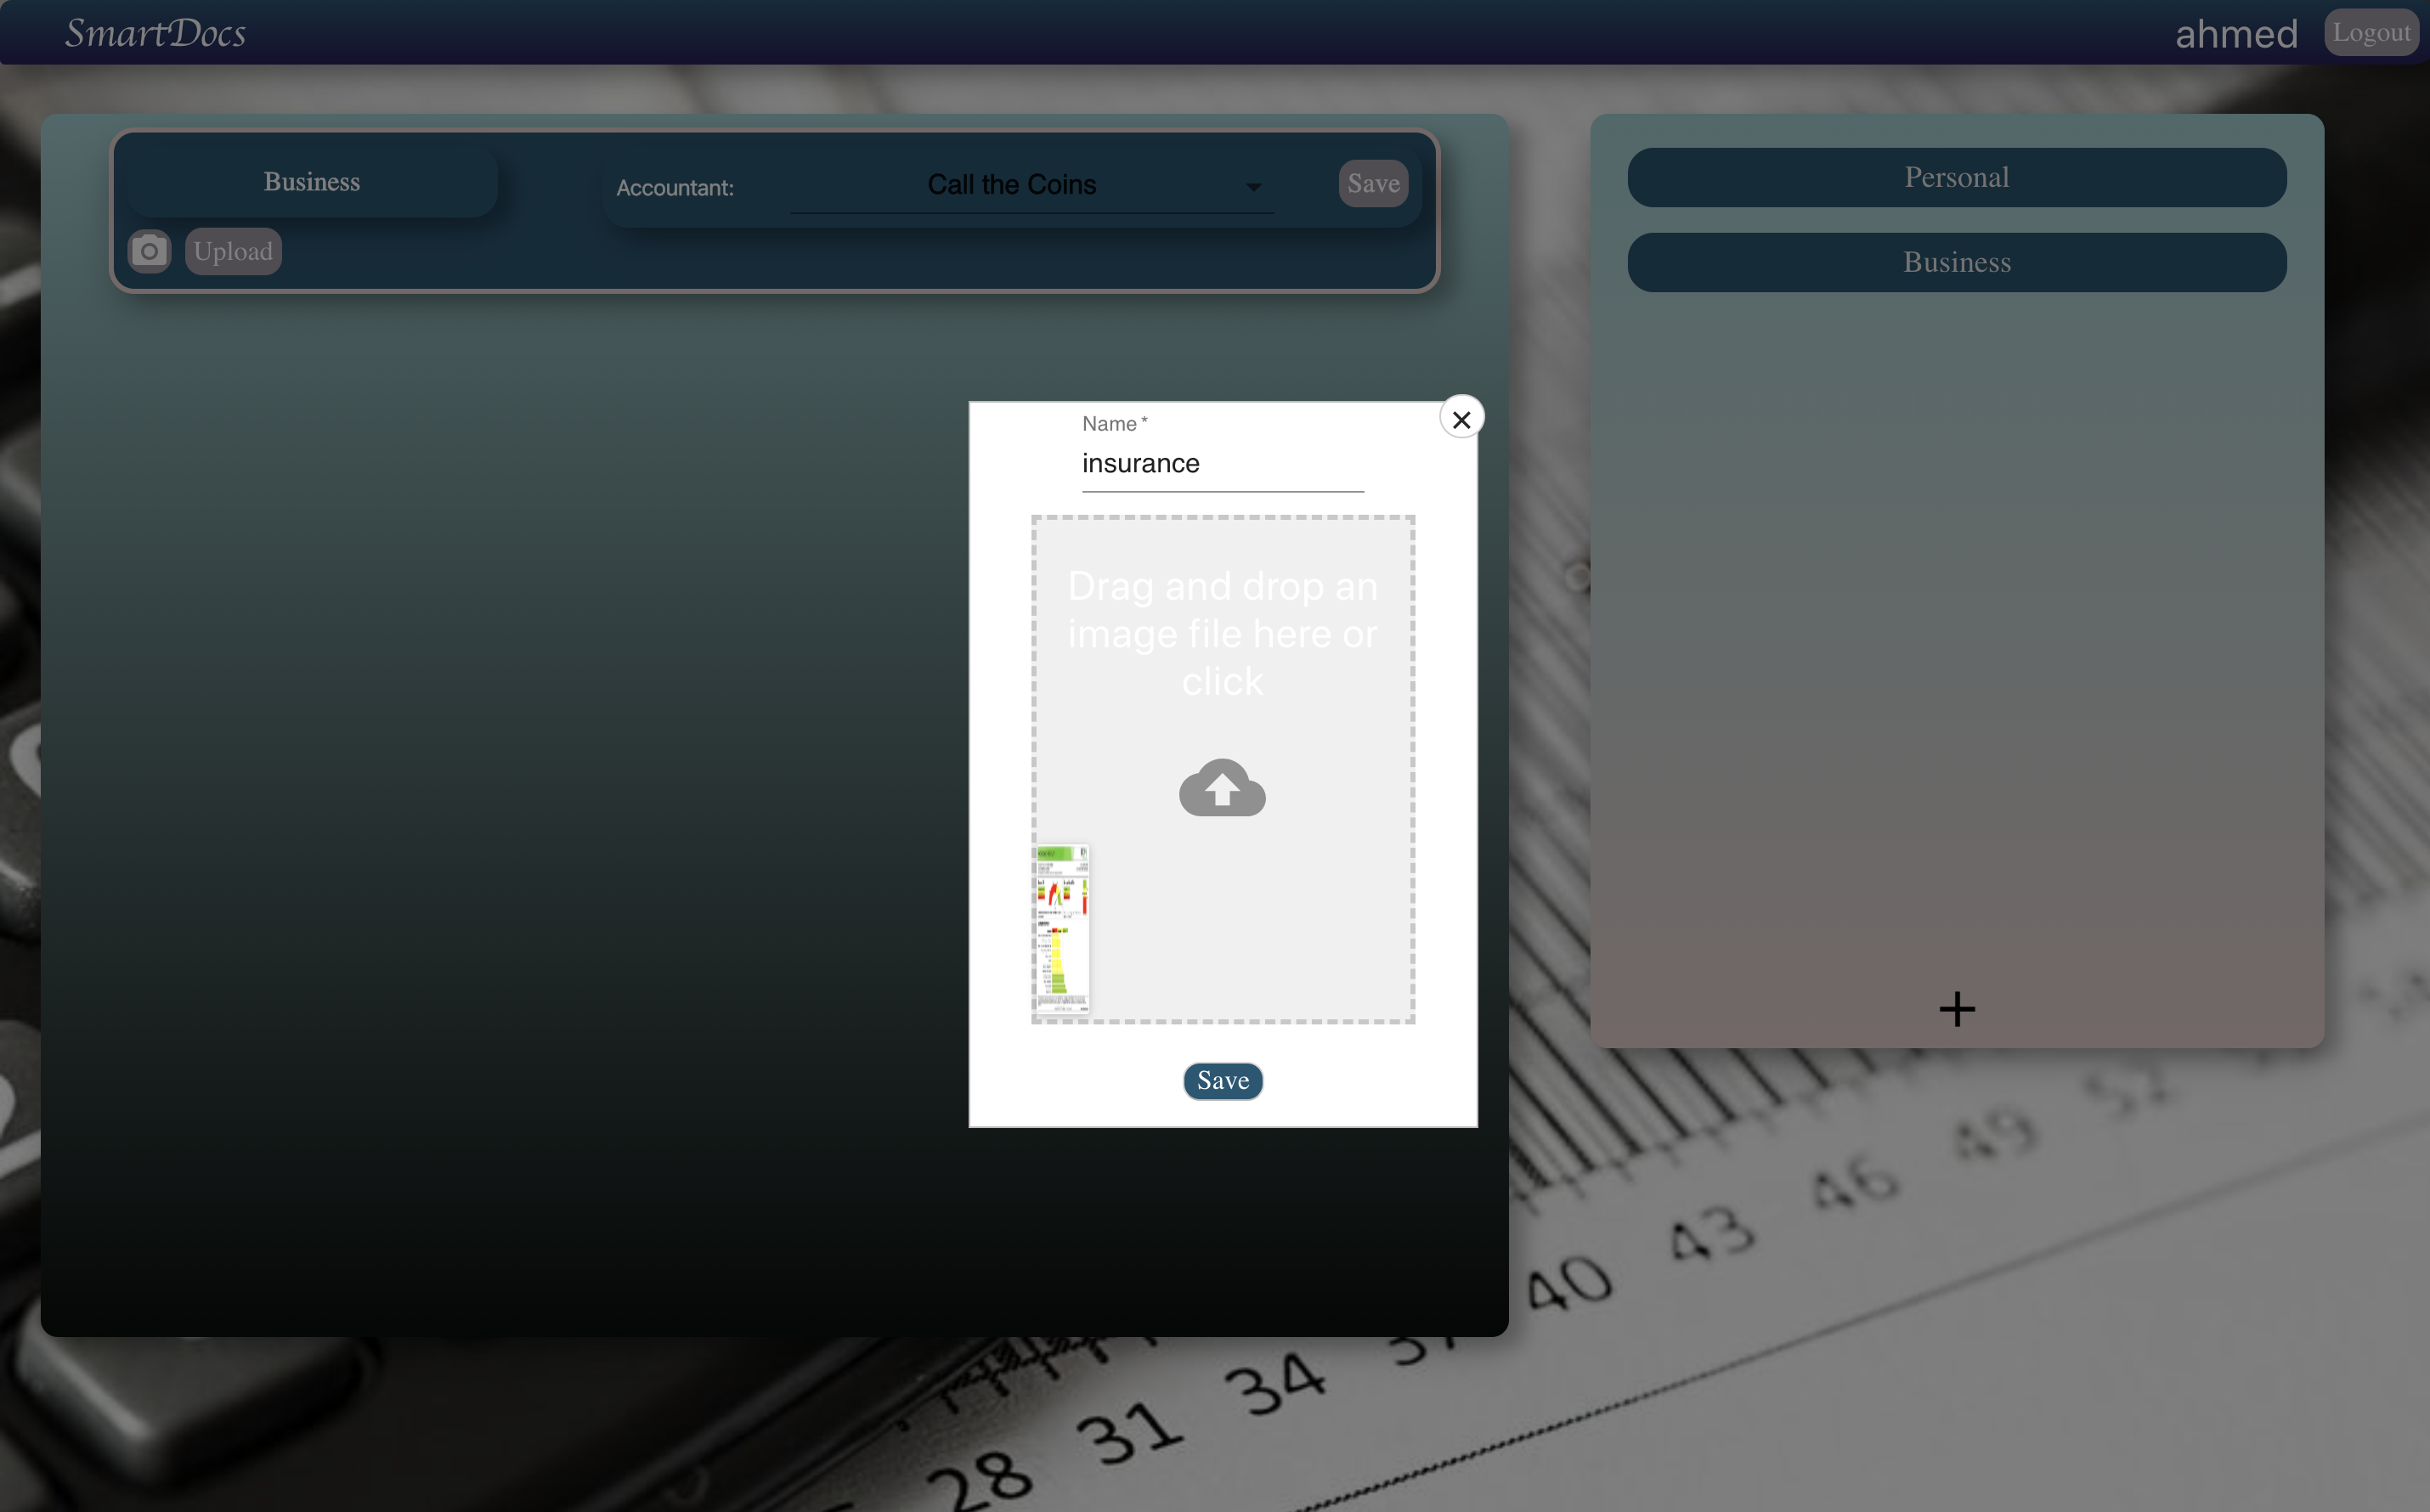 SmartDocs
ahmed
Logout
Business
Accountant:
Call the Coins
Save
Upload
Personal
Business
Name *
insurance
Drag and drop an
image file here or
click
Save
52
49
46
43
40
37
34
31
28